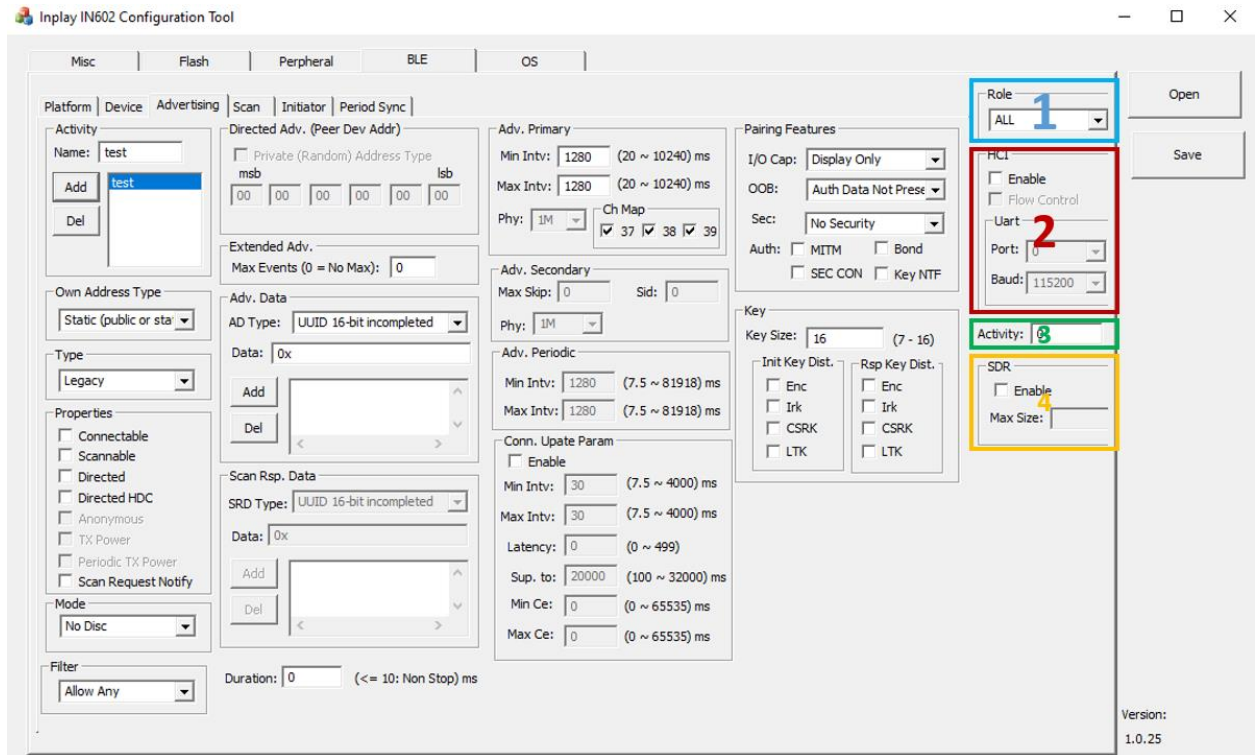 Inplay IN602 Configuration Tool
Misc Flash Perpheral BLE OS
Platform Device Advertising Scan Initiator Period Sync
Activity
Name: test
Add test
Del
Own Address Type
Static (public or sta
Type
Legacy
Properties
Connectable
Scannable
Directed
Directed HDC
Anonymous
TX Power
Periodic TX Power
Scan Request Notify
Mode
No Disc
Filter
Allow Any
Directed Adv. (Peer Dev Addr)
Private (Random) Address Type
msb lsb
00 00 00 00 00 00
Extended Adv.
Max Events (0 = No Max): 0
Adv. Data
AD Type: UUID 16-bit incompleted
Data: 0x
Add
Del
Scan Rsp. Data
SRD Type: UUID 16-bit incompleted
Data: 0x
Add
Del
Duration: 0 (<= 10: Non Stop) ms
Adv. Primary
Min Intv: 1280 (20 ~ 10240) ms
Max Intv: 1280 (20 ~ 10240) ms
Phy: 1M Ch Map
37 38 39
Adv. Secondary
Max Skip: 0 Sid: 0
Phy: 1M
Adv. Periodic
Min Intv: 1280 (7.5 ~ 81918) ms
Max Intv: 1280 (7.5 ~ 81918) ms
Conn. Upate Param
Enable
Min Intv: 30 (7.5 ~ 4000) ms
Max Intv: 30 (7.5 ~ 4000) ms
Latency: 0 (0 ~ 499)
Sup. to: 20000 (100 ~ 32000) ms
Min Ce: 0 (0 ~ 65535) ms
Max Ce: 0 (0 ~ 65535) ms
Pairing Features
I/O Cap: Display Only
OOB: Auth Data Not Prese
Sec: No Security
Auth: MITM Bond
SEC CON Key NTF
Key
Key Size: 16 (7 - 16)
Init Key Dist. Rsp Key Dist.
Enc Enc
Irk Irk
CSRK CSRK
LTK LTK
Role
ALL 1
HCI
Enable
Flow Control
Uart 2
Port: 0
Baud: 115200
Activity: 0 3
SDR
Enable 4
Max Size:
Open
Save
Version:
1.0.25